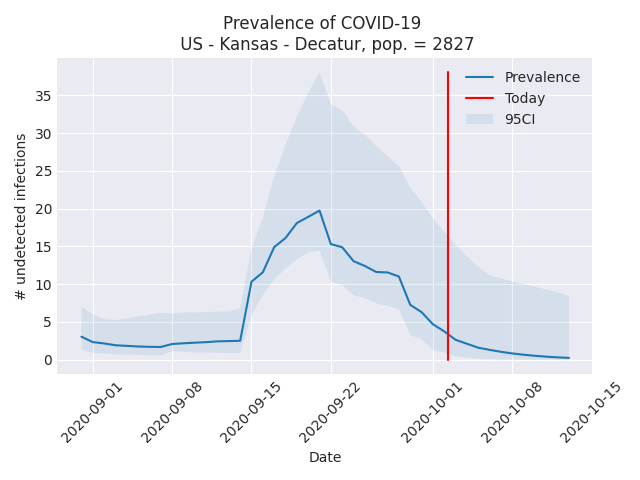 Prevalence of COVID-19
US - Kansas - Decatur, pop. = 2827
Prevalence
Today
95CI
# undetected infections
35
30
25
20
15
10
5
0
2020-09-01
2020-09-08
2020-09-15
2020-09-22
2020-10-01
2020-10-08
2020-10-15
Date